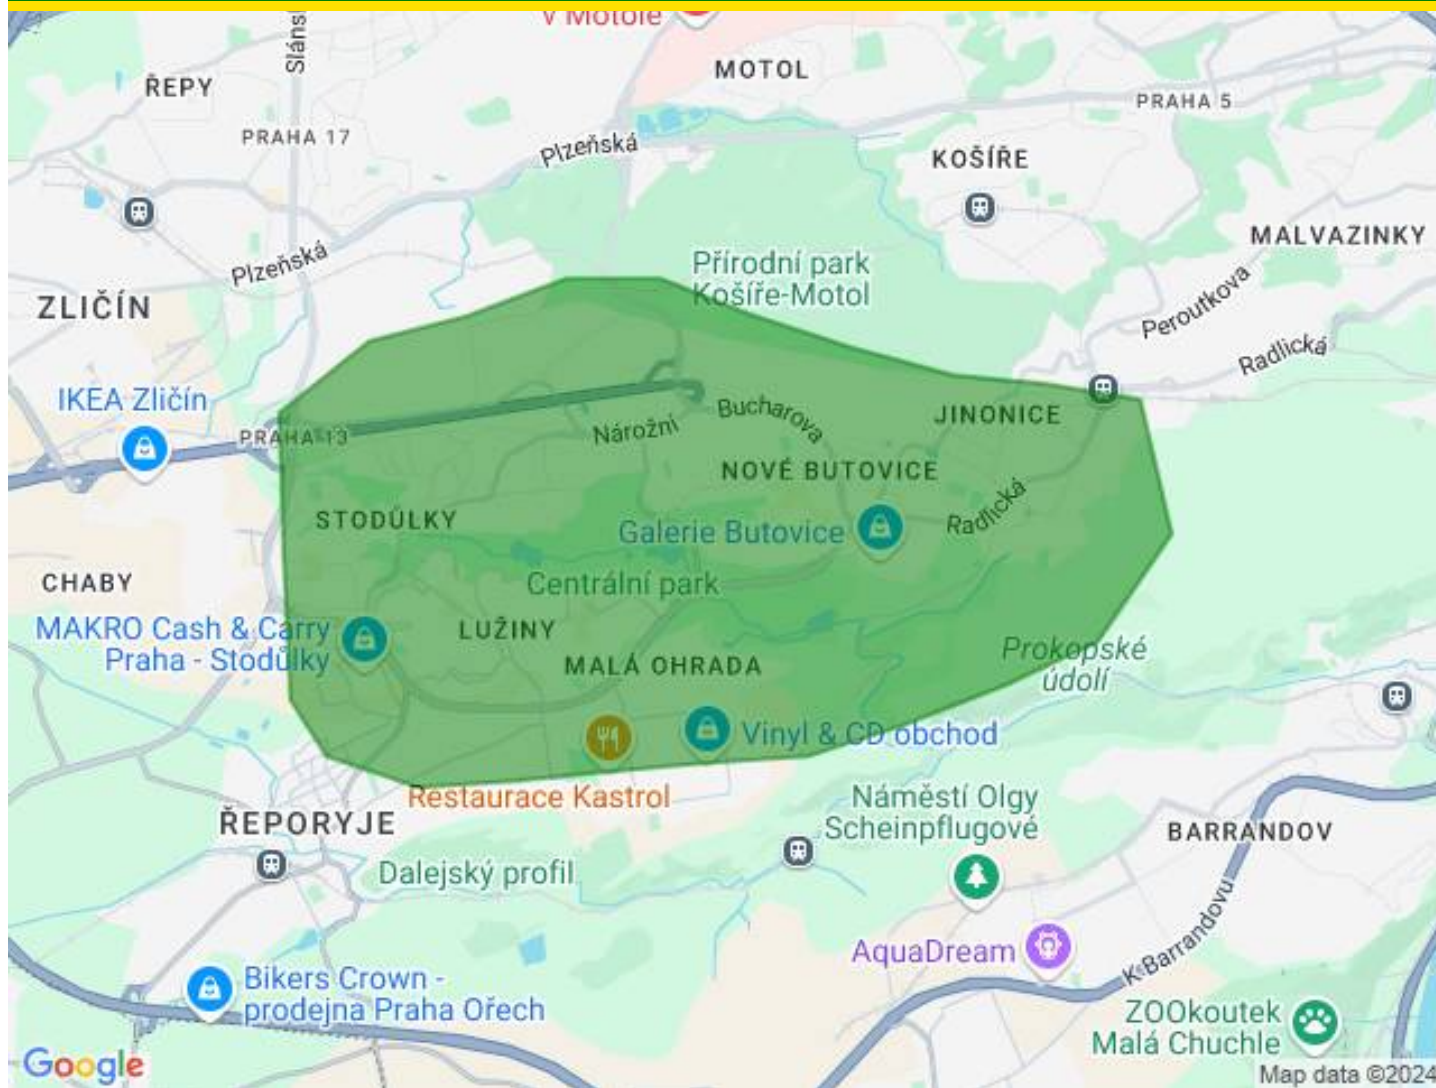 v Motole
MOTOL
ŘEPY
Slánsk
PRAHA 5
PRAHA 17
Plzeňská
KOŠÍŘE
MALVAZINKY
Plzeňská
Přírodní park
Košíře-Motol
ZLIČÍN
Peroutkova
Radlická
IKEA Zličín
PRAHA 13
Nárožní
Bucharova
JINONICE
NOVÉ BUTOVICE
STODŮLKY
Galerie Butovice
Radlická
CHABY
Centrální park
MAKRO Cash & Carry
Praha - Stodůlky
LUŽINY
MALÁ OHRADA
Prokopské
údolí
Vinyl & CD obchod
Restaurace Kastrol
ŘEPORYJE
Náměstí Olgy
Scheinpflugové
BARRANDOV
Dalejský profil
K Barrandovu
AquaDream
Bikers Crown -
prodejna Praha Ořech
ZOOkoutek
Malá Chuchle
Google
Map data ©2024